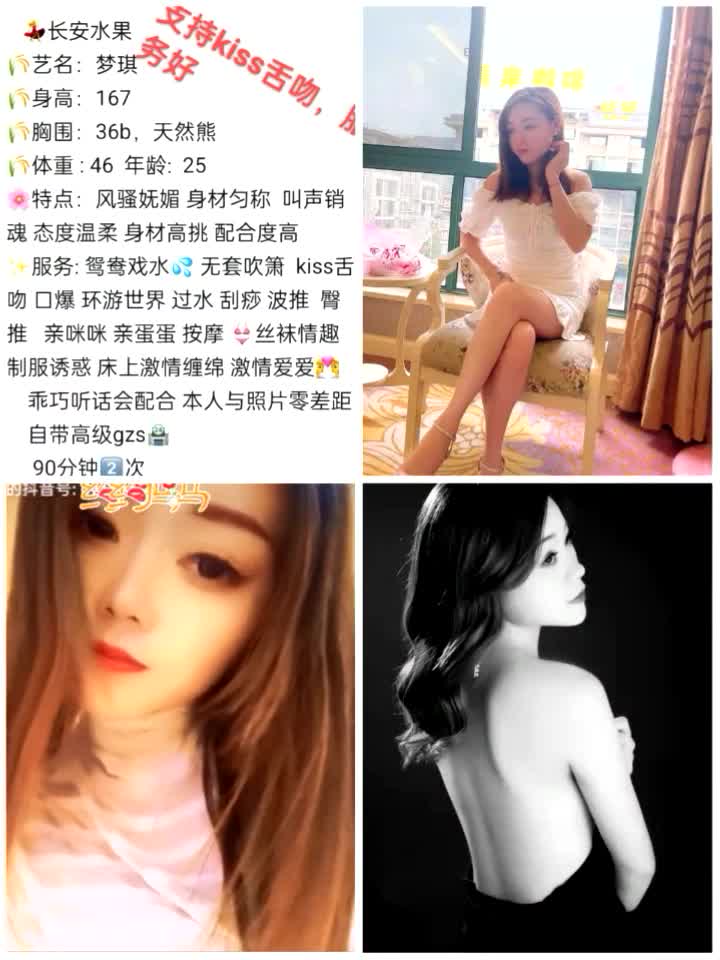 💃长安水果
🌾艺名：梦琪
🌾身高：167
🌾胸围：36b，天然熊
🌾体重 : 46  年龄:  25
🌸特点：风骚妩媚 身材匀称  叫声销
魂 态度温柔 身材高挑 配合度高
✨服务: 鸳鸯戏水💦 无套吹箫  kiss舌
吻 口爆 环游世界 过水 刮痧 波推  臀
推   亲咪咪 亲蛋蛋 按摩 👙丝袜情趣
制服诱惑 床上激情缠绵 激情爱爱💏
乖巧听话会配合 本人与照片零差距
自带高级gzs
90分钟2️⃣次
支持kiss舌吻，
务好
的抖音号: